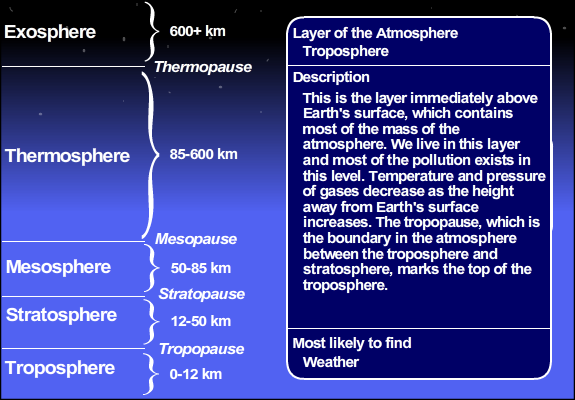 Exosphere
600+ km
Thermopause
Thermosphere
85-600 km
Mesopause
Mesosphere
50-85 km
Stratopause
Stratosphere
12-50 km
Tropopause
Troposphere
0-12 km
Layer of the Atmosphere
Troposphere
Description
This is the layer immediately above
Earth's surface, which contains
most of the mass of the
atmosphere. We live in this layer
and most of the pollution exists in
this level. Temperature and pressure
of gases decrease as the height
away from Earth's surface
increases. The tropopause, which is
the boundary in the atmosphere
between the troposphere and
stratosphere, marks the top of the
troposphere.
Most likely to find
Weather